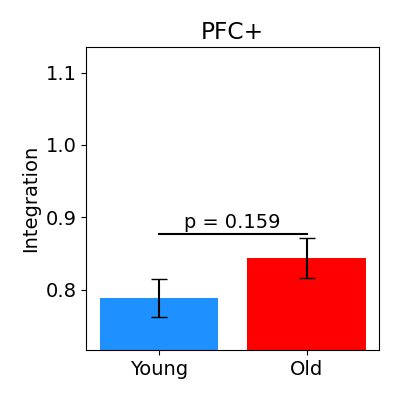 PFC+
1.1
1.0
0.9
0.8
Integration
p = 0.159
Young
Old